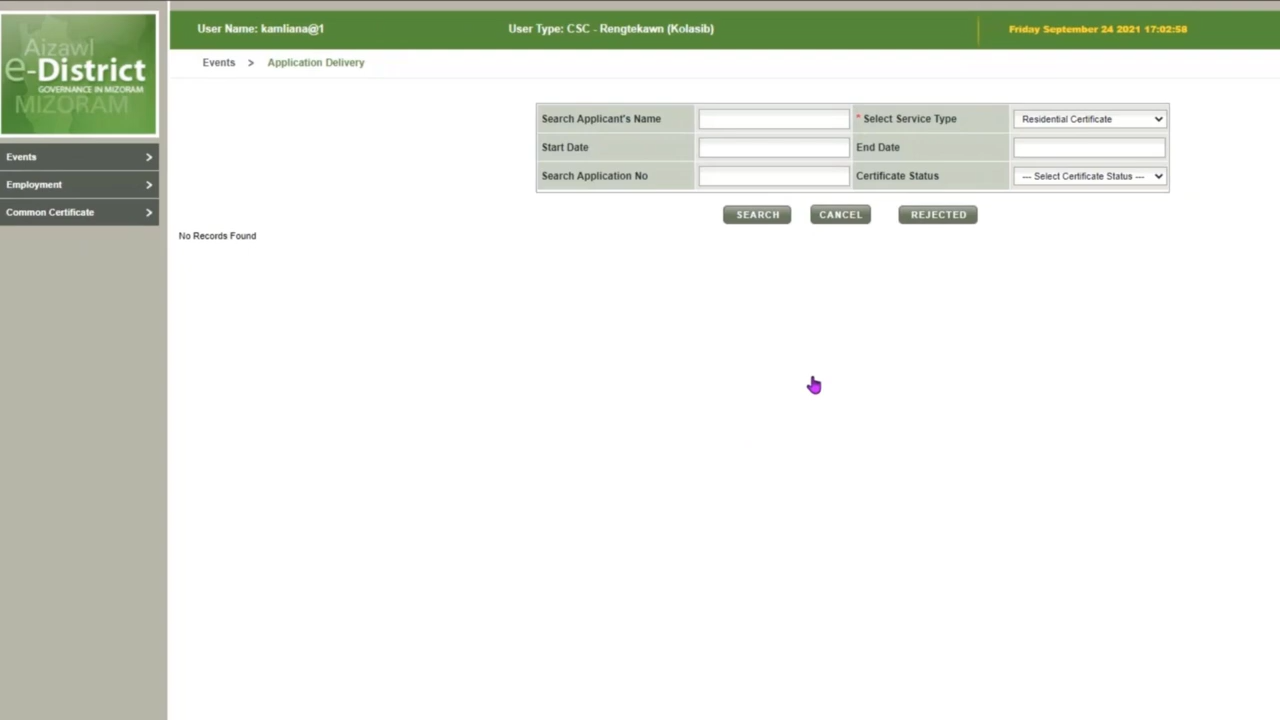 Aizawl
e-District
GOVERNANCE IN MIZORAM
MIZORAM
User Name: kamliana@1 User Type: CSC - Rengtekawn (Kolasib) Friday September 24 2021 17:02:58
Events > Application Delivery
Events >
Employment >
Common Certificate >
Search Applicant's Name * Select Service Type Residential Certificate
Start Date End Date
Search Application No Certificate Status --- Select Certificate Status ---
SEARCH CANCEL REJECTED
No Records Found